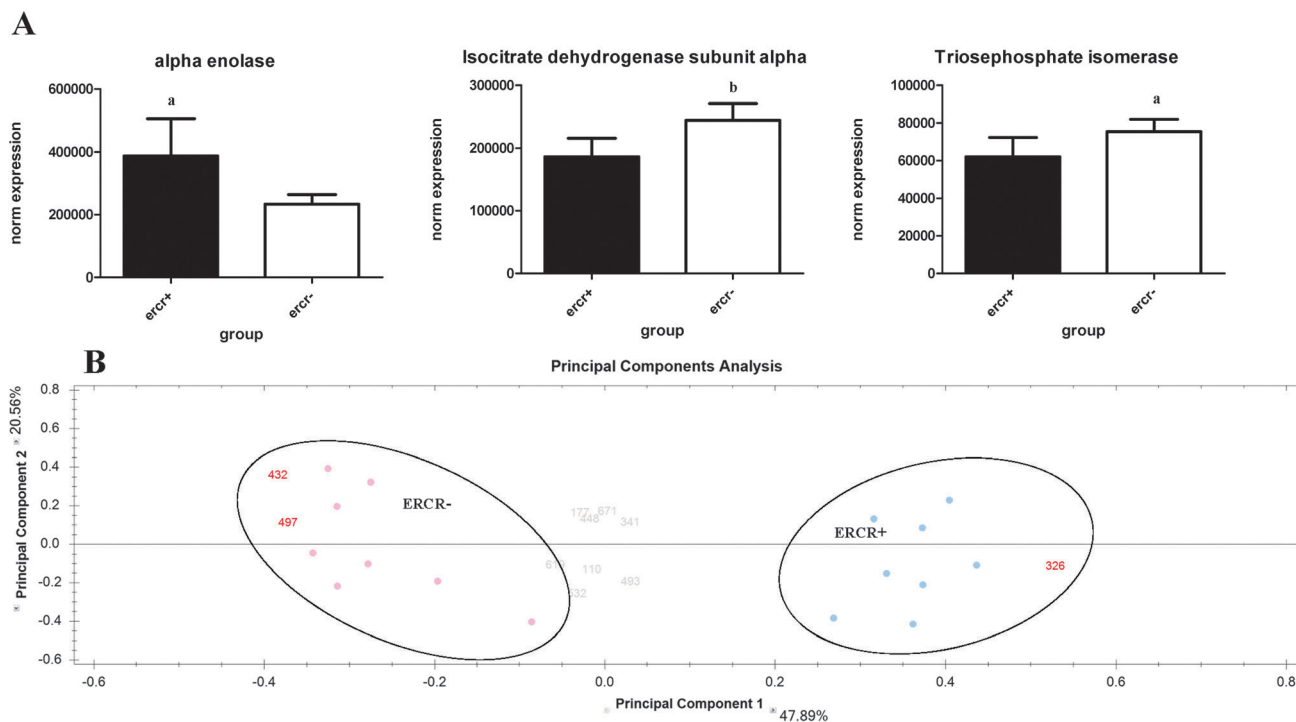 A
alpha enolase
Isocitrate dehydrogenase subunit alpha
Triosephosphate isomerase
norm expression
600000
400000
200000
0
a
ercr+
ercr-
group
norm expression
300000
200000
100000
0
b
ercr+
ercr-
group
norm expression
100000
80000
60000
40000
20000
0
a
ercr+
ercr-
group
B
Principal Components Analysis
Principal Component 2
20.56%
0.8
0.6
0.4
0.2
0.0
-0.2
-0.4
-0.6
432
497
ERCR-
177
671
448
341
110
493
ERCR+
326
-0.6
-0.4
-0.2
0.0
0.2
0.4
0.6
0.8
Principal Component 1
47.89%